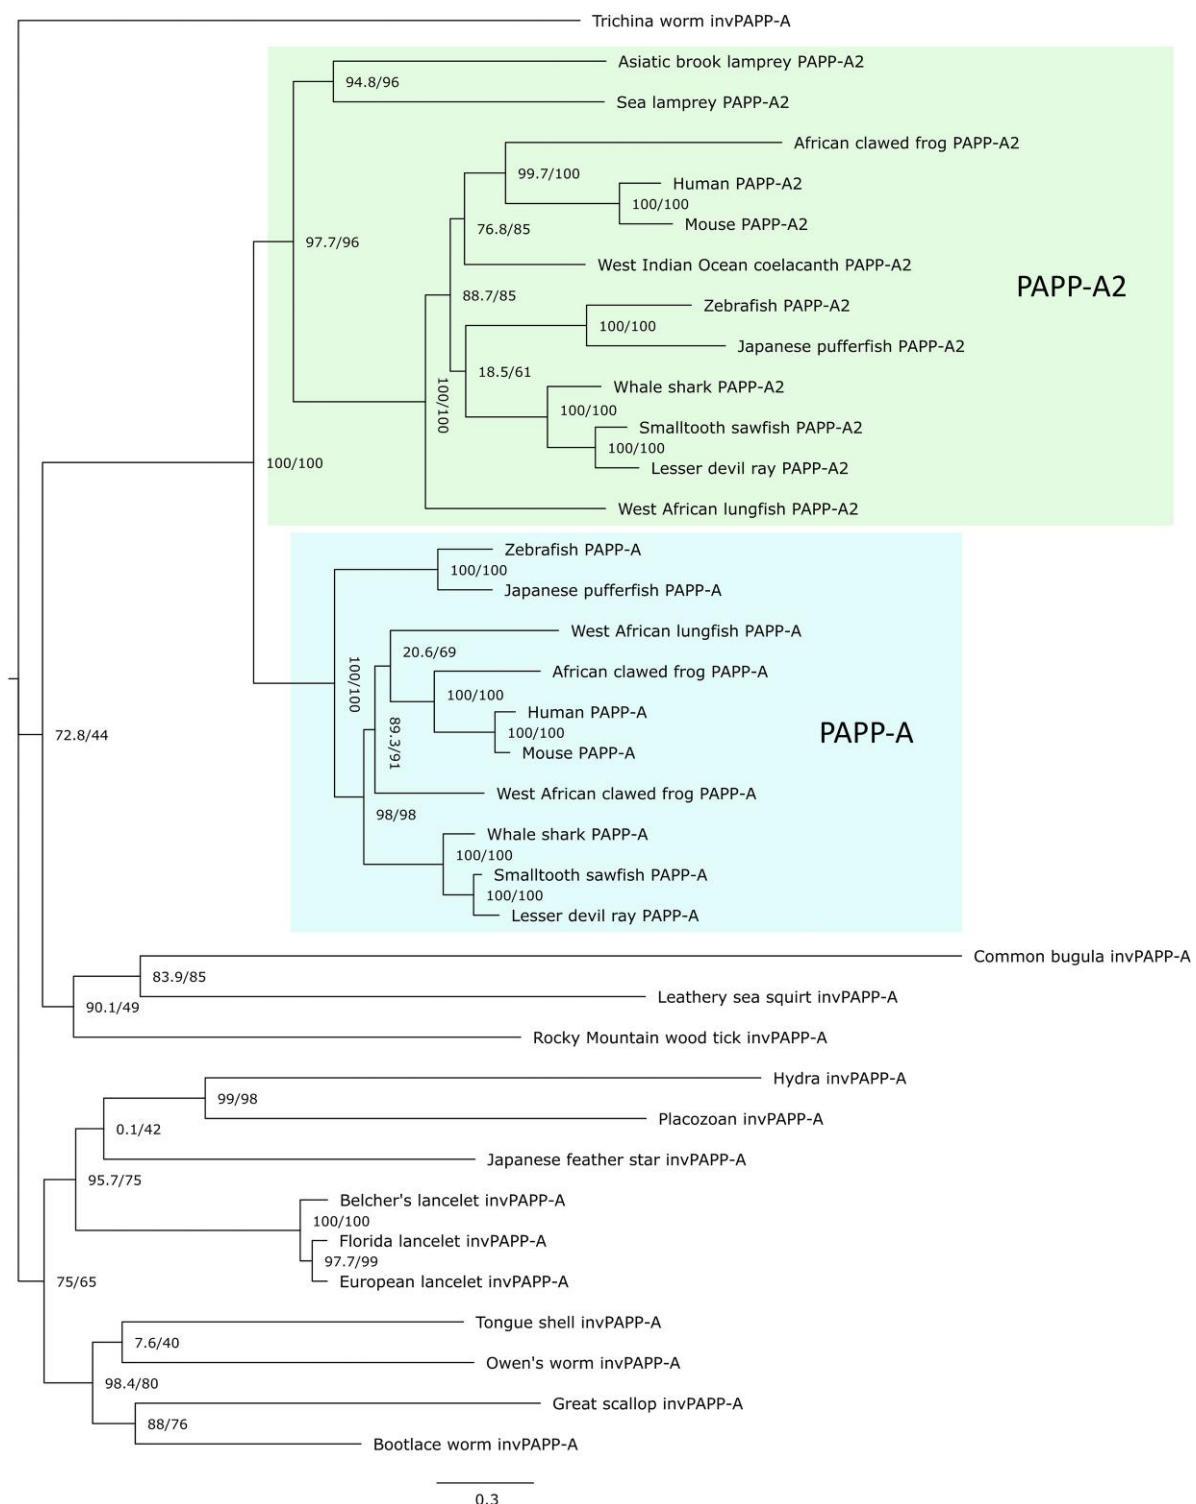 Trichina worm invPAPP-A
Asiatic brook lamprey PAPP-A2
94.8/96
Sea lamprey PAPP-A2
African clawed frog PAPP-A2
99.7/100
Human PAPP-A2
100/100
Mouse PAPP-A2
97.7/96
76.8/85
West Indian Ocean coelacanth PAPP-A2
PAPP-A2
88.7/85
Zebrafish PAPP-A2
100/100
Japanese pufferfish PAPP-A2
18.5/61
Whale shark PAPP-A2
100/100
100/100
Smalltooth sawfish PAPP-A2
100/100
Lesser devil ray PAPP-A2
100/100
West African lungfish PAPP-A2
Zebrafish PAPP-A
100/100
Japanese pufferfish PAPP-A
West African lungfish PAPP-A
20.6/69
African clawed frog PAPP-A
100/100
100/100
Human PAPP-A
100/100
Mouse PAPP-A
PAPP-A
72.8/44
89.3/91
West African clawed frog PAPP-A
98/98
Whale shark PAPP-A
100/100
Smalltooth sawfish PAPP-A
100/100
Lesser devil ray PAPP-A
Common bugula invPAPP-A
83.9/85
Leathery sea squirt invPAPP-A
90.1/49
Rocky Mountain wood tick invPAPP-A
Hydra invPAPP-A
99/98
Placozoan invPAPP-A
0.1/42
Japanese feather star invPAPP-A
95.7/75
Belcher's lancelet invPAPP-A
100/100
Florida lancelet invPAPP-A
97.7/99
European lancelet invPAPP-A
75/65
Tongue shell invPAPP-A
7.6/40
Owen's worm invPAPP-A
98.4/80
Great scallop invPAPP-A
88/76
Bootlace worm invPAPP-A
0.3